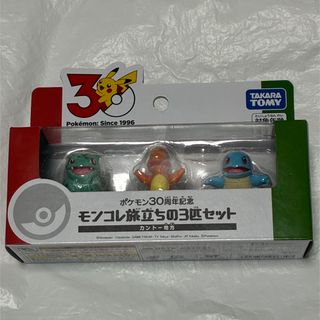 30
Pokémon: Since 1996
TAKARA
TOMY
ポケモン30周年記念
モンコレ旅立ちの3匹セット
カントー地方